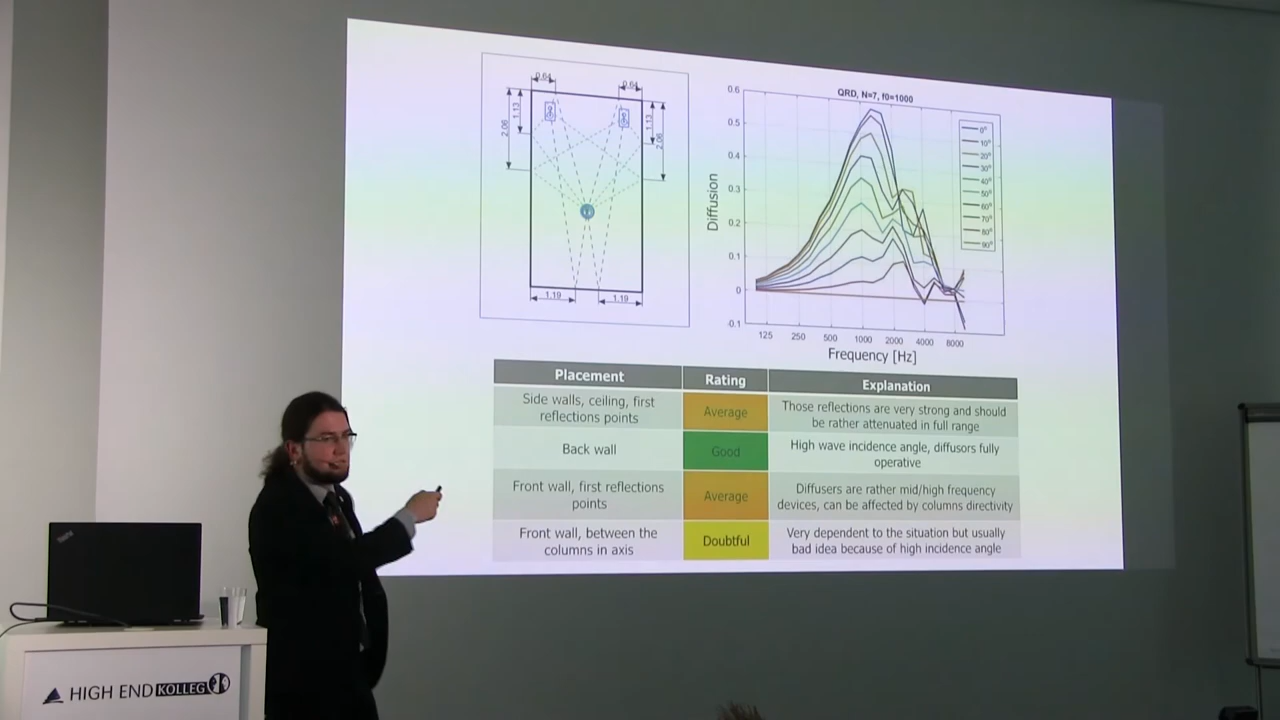 0.64
0.64
1.13
2.06
1.13
2.06
1.19
1.19
QRD, N=7, f0=1000
0.6
0.5
0.4
0.3
0.2
0.1
0
-0.1
Diffusion
125
250
500
1000
2000
4000
8000
Frequency [Hz]
0°
10°
20°
30°
40°
50°
60°
70°
80°
90°
Placement
Rating
Explanation
Side walls, ceiling, first
reflections points
Average
Those reflections are very strong and should
be rather attenuated in full range
Back wall
Good
High wave incidence angle, diffusors fully
operative
Front wall, first reflections
points
Average
Diffusers are rather mid/high frequency
devices, can be affected by columns directivity
Front wall, between the
columns in axis
Doubtful
Very dependent to the situation but usually
bad idea because of high incidence angle
ThinkPad
HIGH END KOLLEG